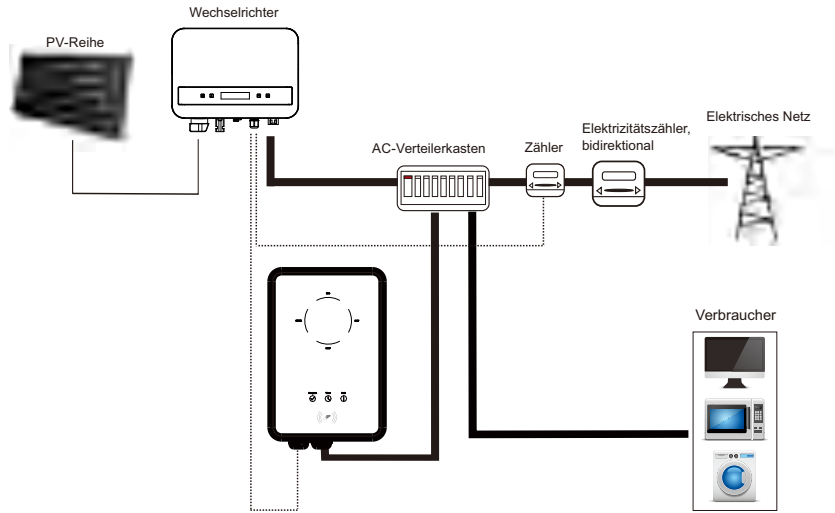 Wechselrichter
PV-Reihe
AC-Verteilerkasten
Zähler
Elektrizitätszähler,
bidirektional
Elektrisches Netz
Verbraucher